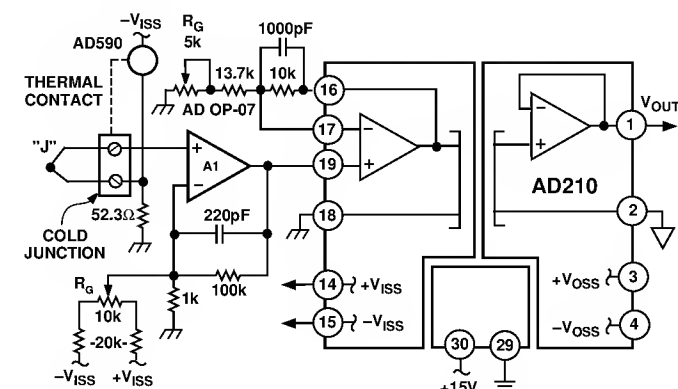 −VISS
AD590
THERMAL
CONTACT
"J"
COLD
JUNCTION
52.3Ω
RG
5k
13.7k
1000pF
10k
AD OP-07
+
−
A1
220pF
100k
1k
RG
10k
-20k-
−VISS +VISS
16
17
19
18
14
+VISS
15
−VISS
−
+
−
+
AD210
1
VOUT
2
+VOSS
3
−VOSS
4
30
29
+15V